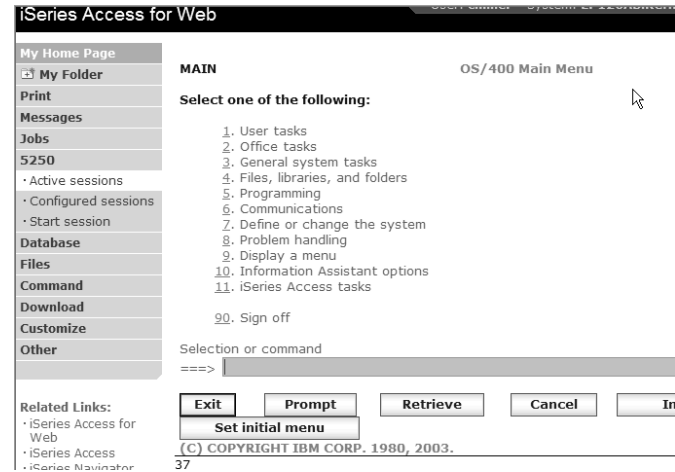 iSeries Access for Web
My Home Page
My Folder
Print
Messages
Jobs
5250
· Active sessions
· Configured sessions
· Start session
Database
Files
Command
Download
Customize
Other
Related Links:
· iSeries Access for
Web
· iSeries Access
· iSeries Navigator
MAIN OS/400 Main Menu
Select one of the following:
1. User tasks
2. Office tasks
3. General system tasks
4. Files, libraries, and folders
5. Programming
6. Communications
7. Define or change the system
8. Problem handling
9. Display a menu
10. Information Assistant options
11. iSeries Access tasks
90. Sign off
Selection or command
===>
Exit Prompt Retrieve Cancel
Set initial menu
(C) COPYRIGHT IBM CORP. 1980, 2003.
37